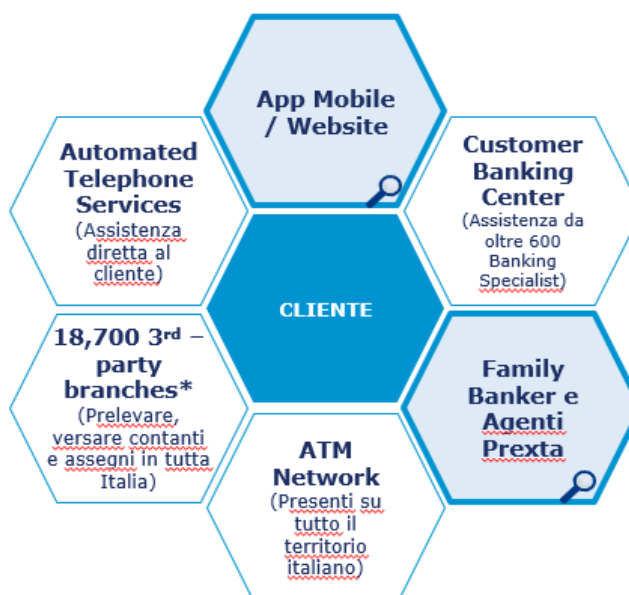 App Mobile
/ Website
Automated
Telephone
Services
(Assistenza
diretta al
cliente)
Customer
Banking
Center
(Assistenza da
oltre 600
Banking
Specialist)
CLIENTE
18,700 3rd –
party
branches*
(Prelevare,
versare contanti
e assegni in tutta
Italia)
Family
Banker e
Agenti
Prexta
ATM
Network
(Presenti su
tutto il
territorio
italiano)